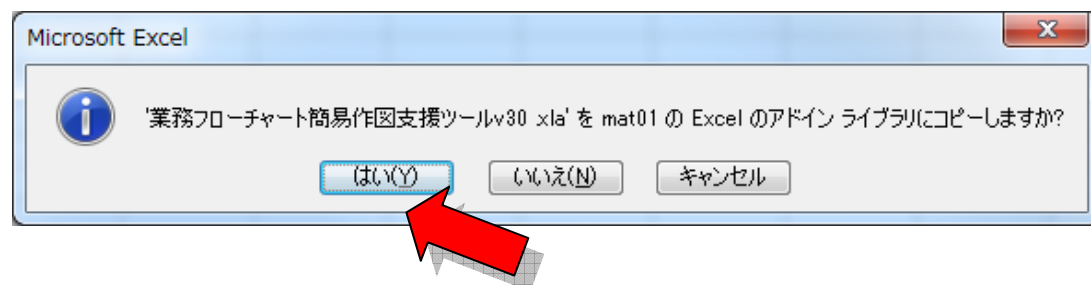 Microsoft Excel
'業務フローチャート簡易作図支援ツールv30 .xla' を mat01 の Excel のアドイン ライブラリにコピーしますか?
はい(Y) いいえ(N) キャンセル